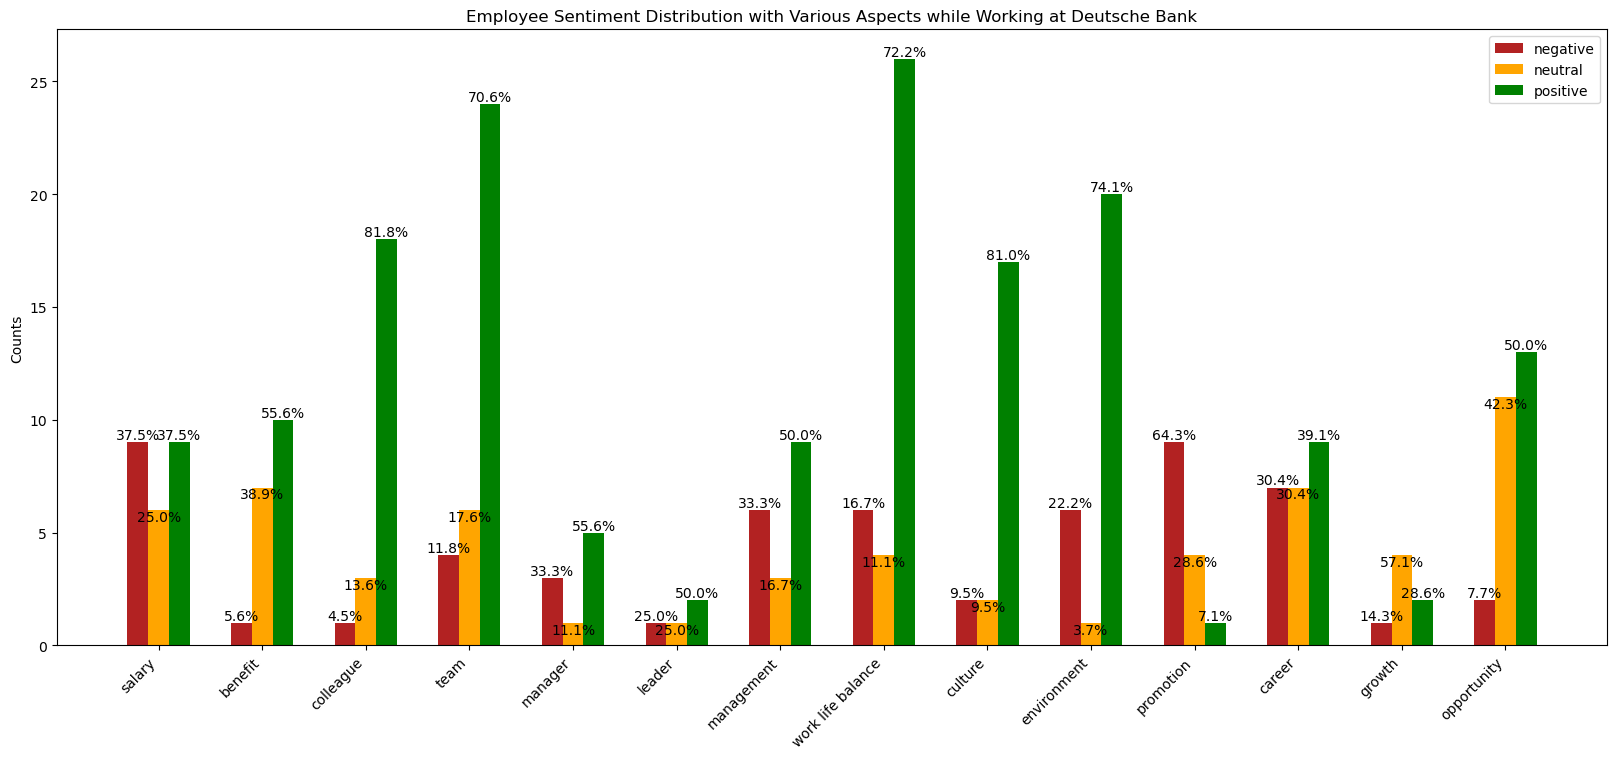 Employee Sentiment Distribution with Various Aspects while Working at Deutsche Bank
negative
neutral
positive
Counts
25
20
15
10
5
0
37.5%
25.0%
37.5%
5.6%
38.9%
55.6%
4.5%
13.6%
81.8%
11.8%
17.6%
70.6%
33.3%
11.1%
55.6%
25.0%
25.0%
50.0%
33.3%
16.7%
50.0%
16.7%
11.1%
72.2%
9.5%
9.5%
81.0%
22.2%
3.7%
74.1%
64.3%
28.6%
7.1%
30.4%
30.4%
39.1%
14.3%
57.1%
28.6%
7.7%
42.3%
50.0%
salary
benefit
colleague
team
manager
leader
management
work life balance
culture
environment
promotion
career
growth
opportunity